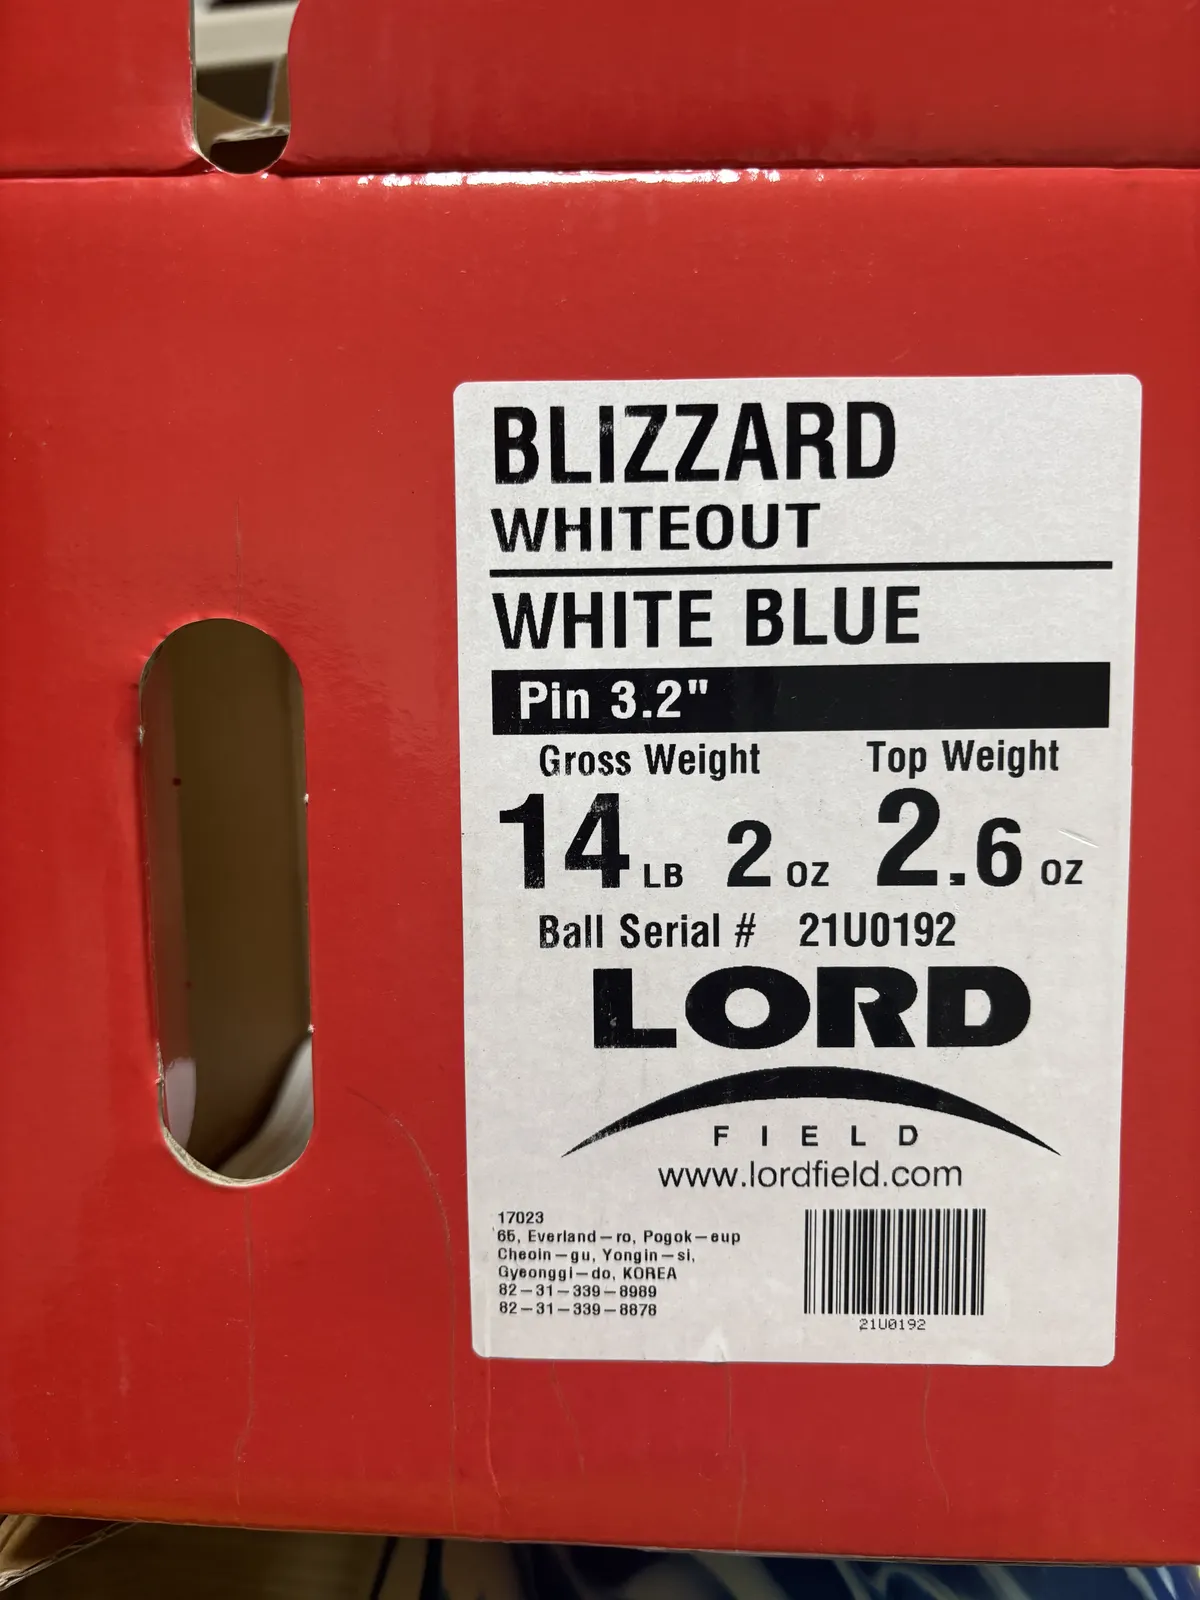 BLIZZARD
WHITEOUT
WHITE BLUE
Pin 3.2"
Gross Weight Top Weight
14 LB 2 OZ 2.6 OZ
Ball Serial # 21U0192
LORD
FIELD
www.lordfield.com
17023
65, Everland-ro, Pogok-eup
Cheoin-gu, Yongin-si,
Gyeonggi-do, KOREA
82-31-339-8989
82-31-339-8878
21U0192